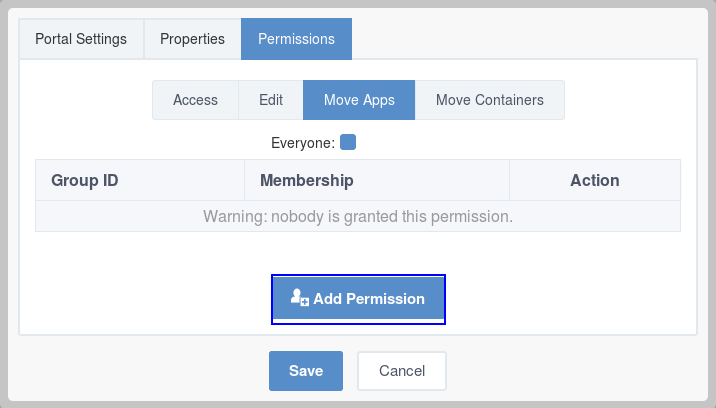 Portal Settings Properties Permissions
Access Edit Move Apps Move Containers
Everyone:
Group ID Membership Action
Warning: nobody is granted this permission.
Add Permission
Save Cancel